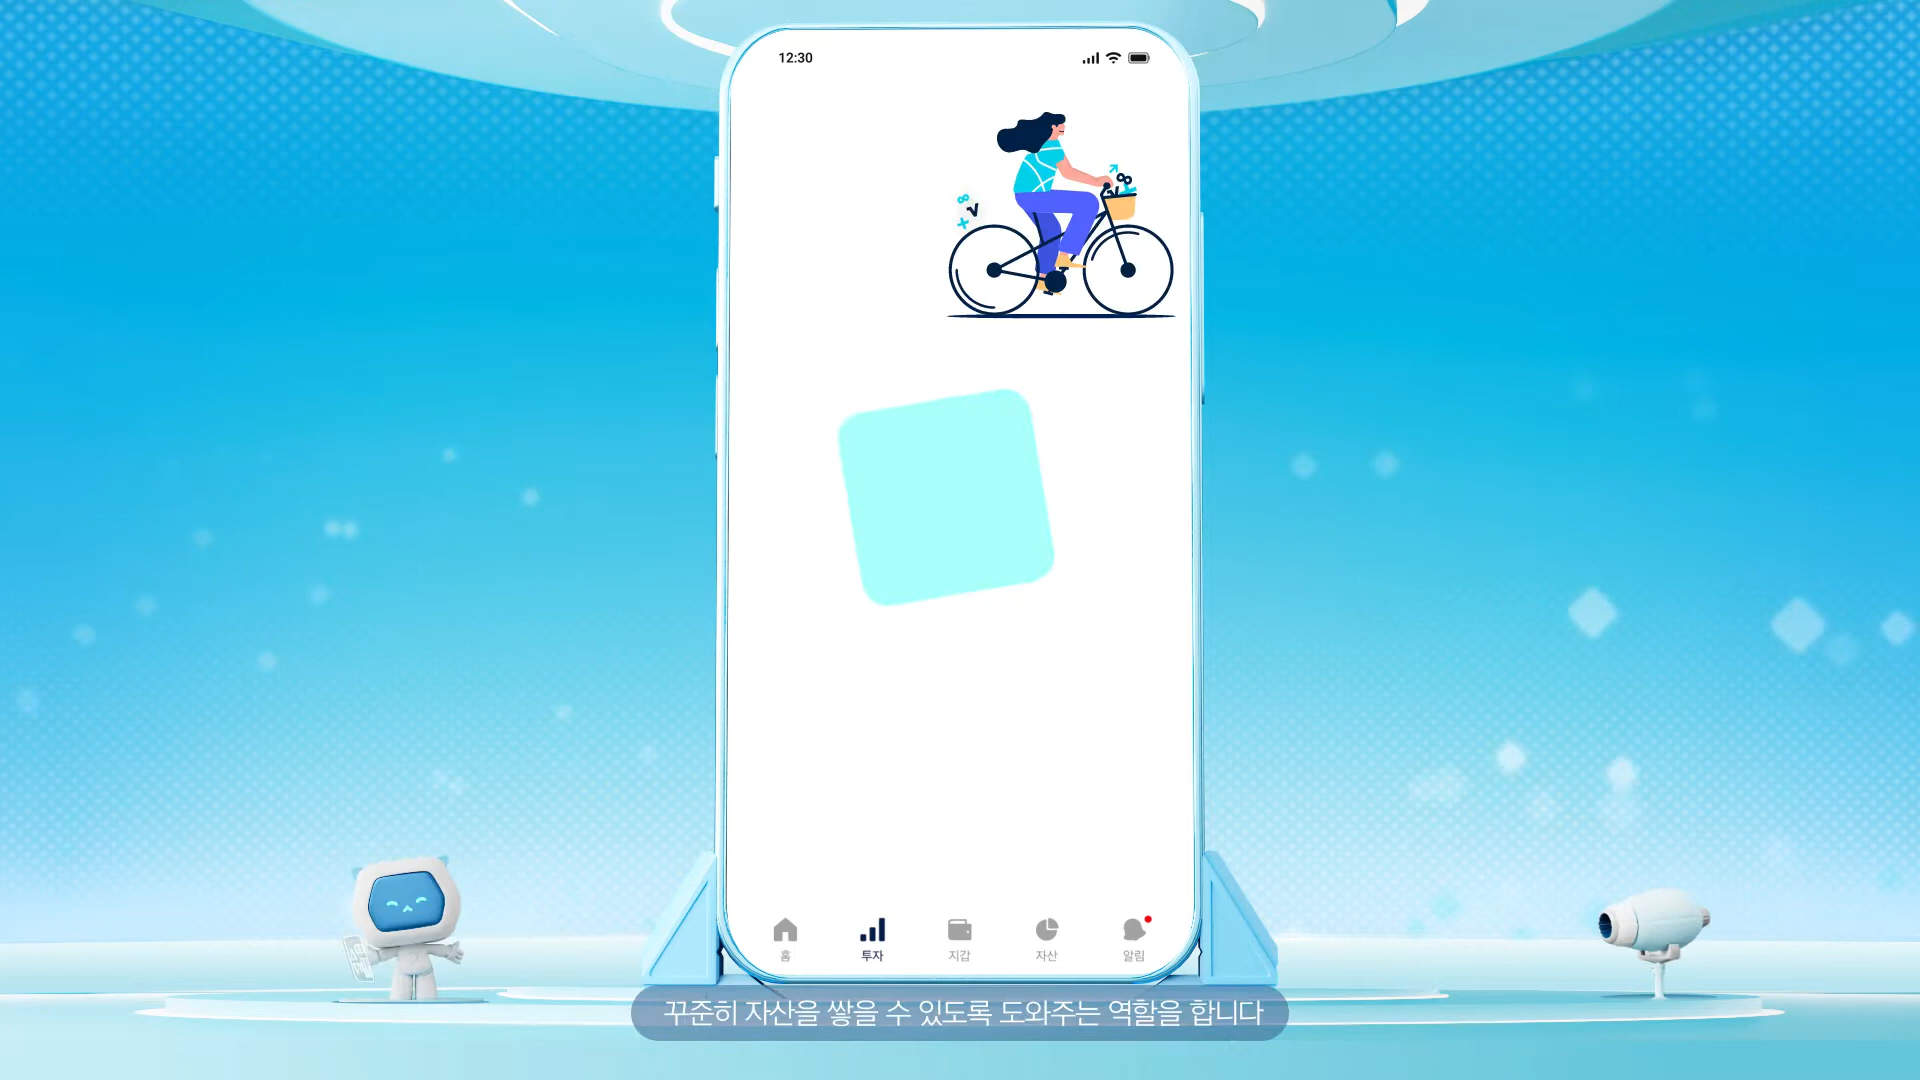 12:30
홈
투자
지갑
자산
알림
꾸준히 자산을 쌓을 수 있도록 도와주는 역할을 합니다